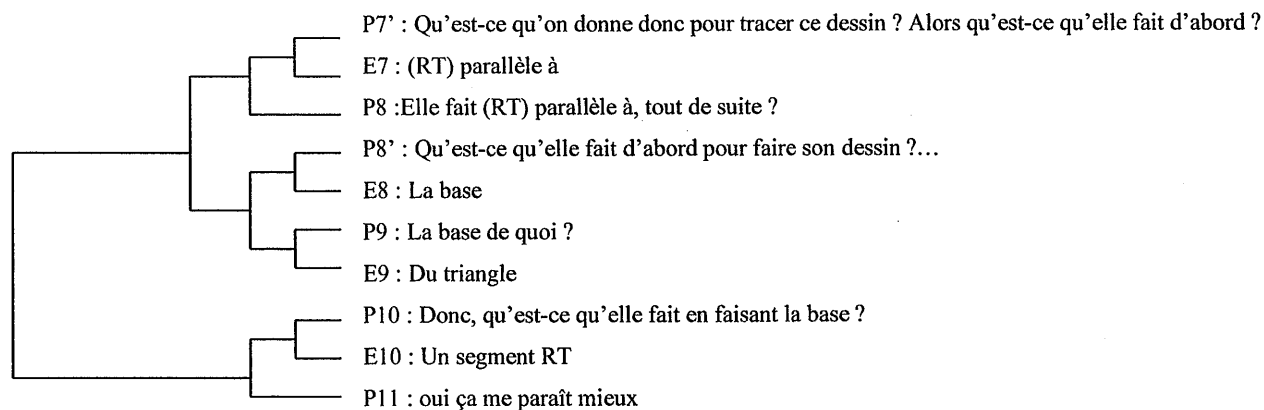 P7’ : Qu’est-ce qu’on donne donc pour tracer ce dessin ? Alors qu’est-ce qu’elle fait d’abord ?
E7 : (RT) parallèle à
P8 :Elle fait (RT) parallèle à, tout de suite ?
P8’ : Qu’est-ce qu’elle fait d’abord pour faire son dessin ?…
E8 : La base
P9 : La base de quoi ?
E9 : Du triangle
P10 : Donc, qu’est-ce qu’elle fait en faisant la base ?
E10 : Un segment RT
P11 : oui ça me paraît mieux